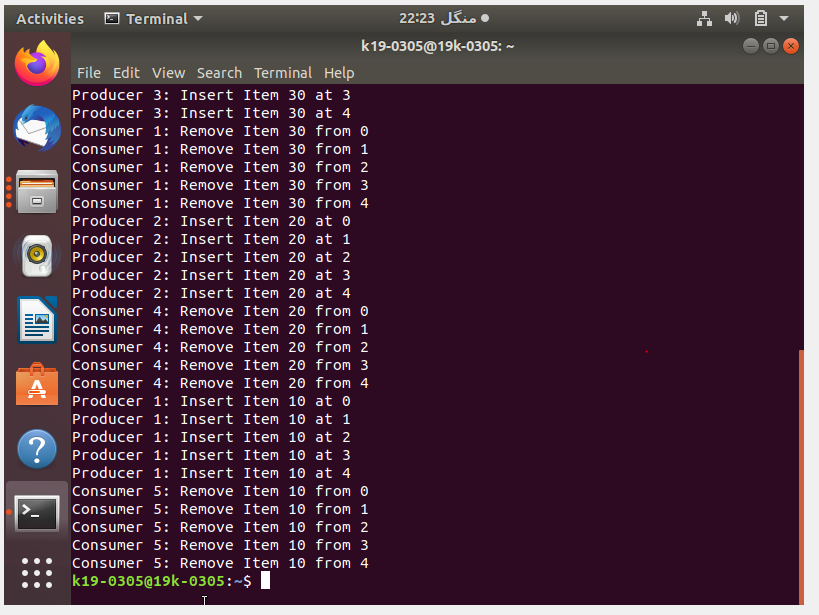 Activities Terminal 22:23 منگل
k19-0305@19k-0305: ~
File Edit View Search Terminal Help
Producer 3: Insert Item 30 at 3
Producer 3: Insert Item 30 at 4
Consumer 1: Remove Item 30 from 0
Consumer 1: Remove Item 30 from 1
Consumer 1: Remove Item 30 from 2
Consumer 1: Remove Item 30 from 3
Consumer 1: Remove Item 30 from 4
Producer 2: Insert Item 20 at 0
Producer 2: Insert Item 20 at 1
Producer 2: Insert Item 20 at 2
Producer 2: Insert Item 20 at 3
Producer 2: Insert Item 20 at 4
Consumer 4: Remove Item 20 from 0
Consumer 4: Remove Item 20 from 1
Consumer 4: Remove Item 20 from 2
Consumer 4: Remove Item 20 from 3
Consumer 4: Remove Item 20 from 4
Producer 1: Insert Item 10 at 0
Producer 1: Insert Item 10 at 1
Producer 1: Insert Item 10 at 2
Producer 1: Insert Item 10 at 3
Producer 1: Insert Item 10 at 4
Consumer 5: Remove Item 10 from 0
Consumer 5: Remove Item 10 from 1
Consumer 5: Remove Item 10 from 2
Consumer 5: Remove Item 10 from 3
Consumer 5: Remove Item 10 from 4
k19-0305@19k-0305:~$